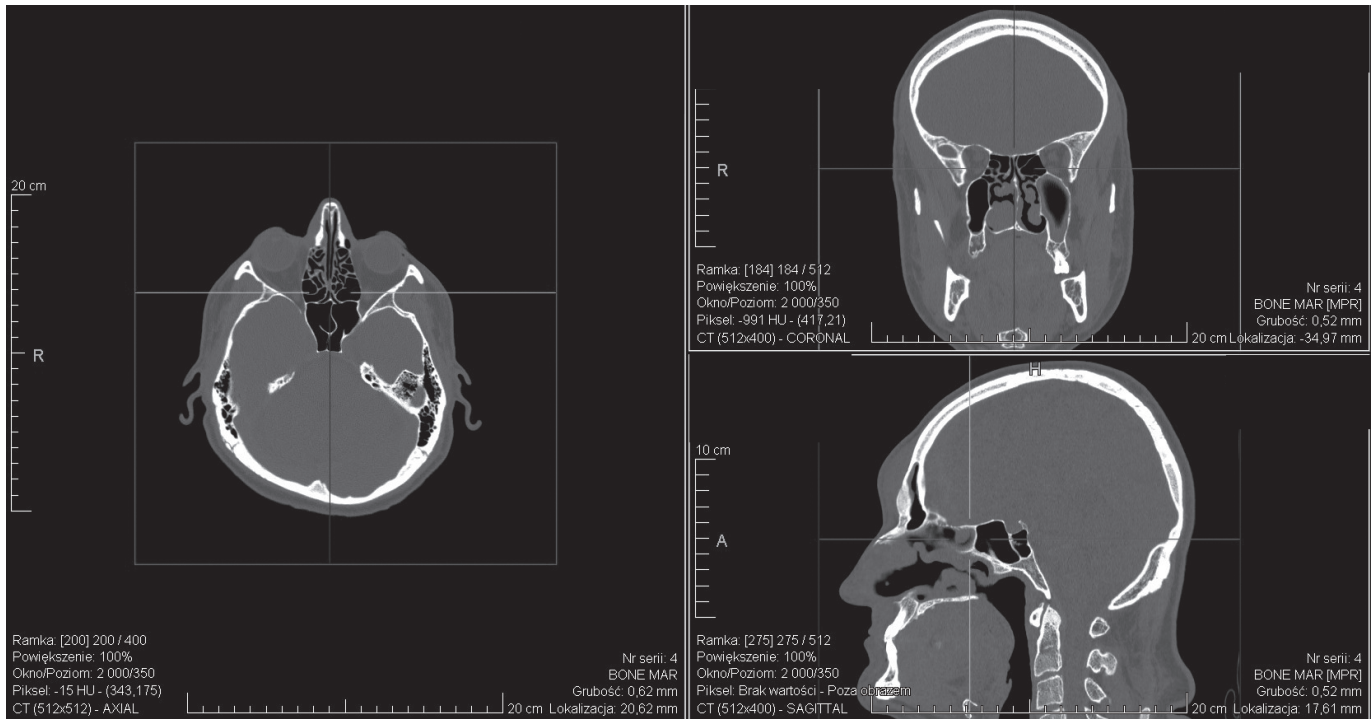 20 cm
R
Ramka: [200] 200 / 400
Powiększenie: 100%
Okno/Poziom: 2 000/350
Piksel: -15 HU - (343,175)
CT (512x512) - AXIAL
20 cm
Nr serii: 4
BONE MAR
Grubość: 0,62 mm
Lokalizacja: 20,62 mm
R
Ramka: [184] 184 / 512
Powiększenie: 100%
Okno/Poziom: 2 000/350
Piksel: -991 HU - (417,21)
CT (512x400) - CORONAL
20 cm
Nr serii: 4
BONE MAR [MPR]
Grubość: 0,52 mm
Lokalizacja: -34,97 mm
H
10 cm
A
Ramka: [275] 275 / 512
Powiększenie: 100%
Okno/Poziom: 2 000/350
Piksel: Brak wartości - Poza obrazem
CT (512x400) - SAGITTAL
20 cm
Nr serii: 4
BONE MAR [MPR]
Grubość: 0,52 mm
Lokalizacja: 17,61 mm